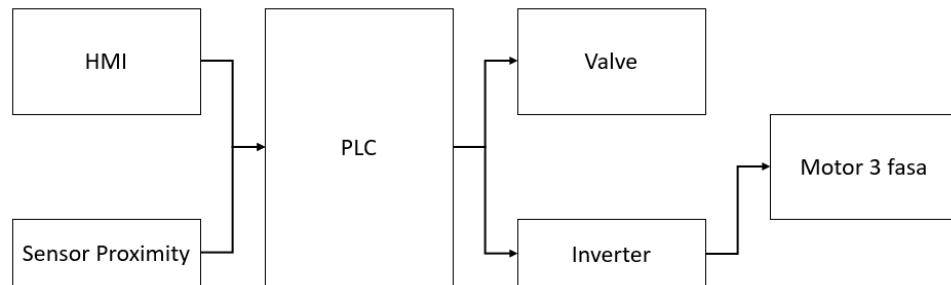 HMI
Valve
PLC
Motor 3 fasa
Sensor Proximity
Inverter